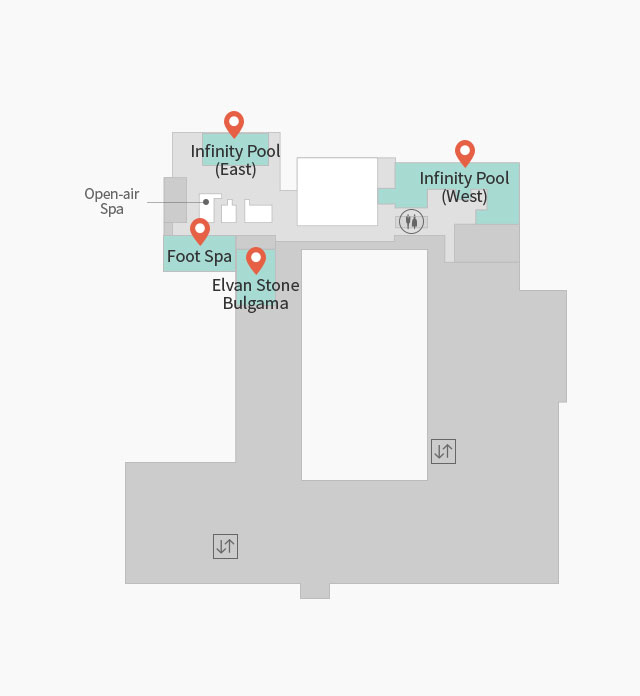 Infinity Pool
(East)
Infinity Pool
(West)
Open-air
Spa
Foot Spa
Elvan Stone
Bulgama